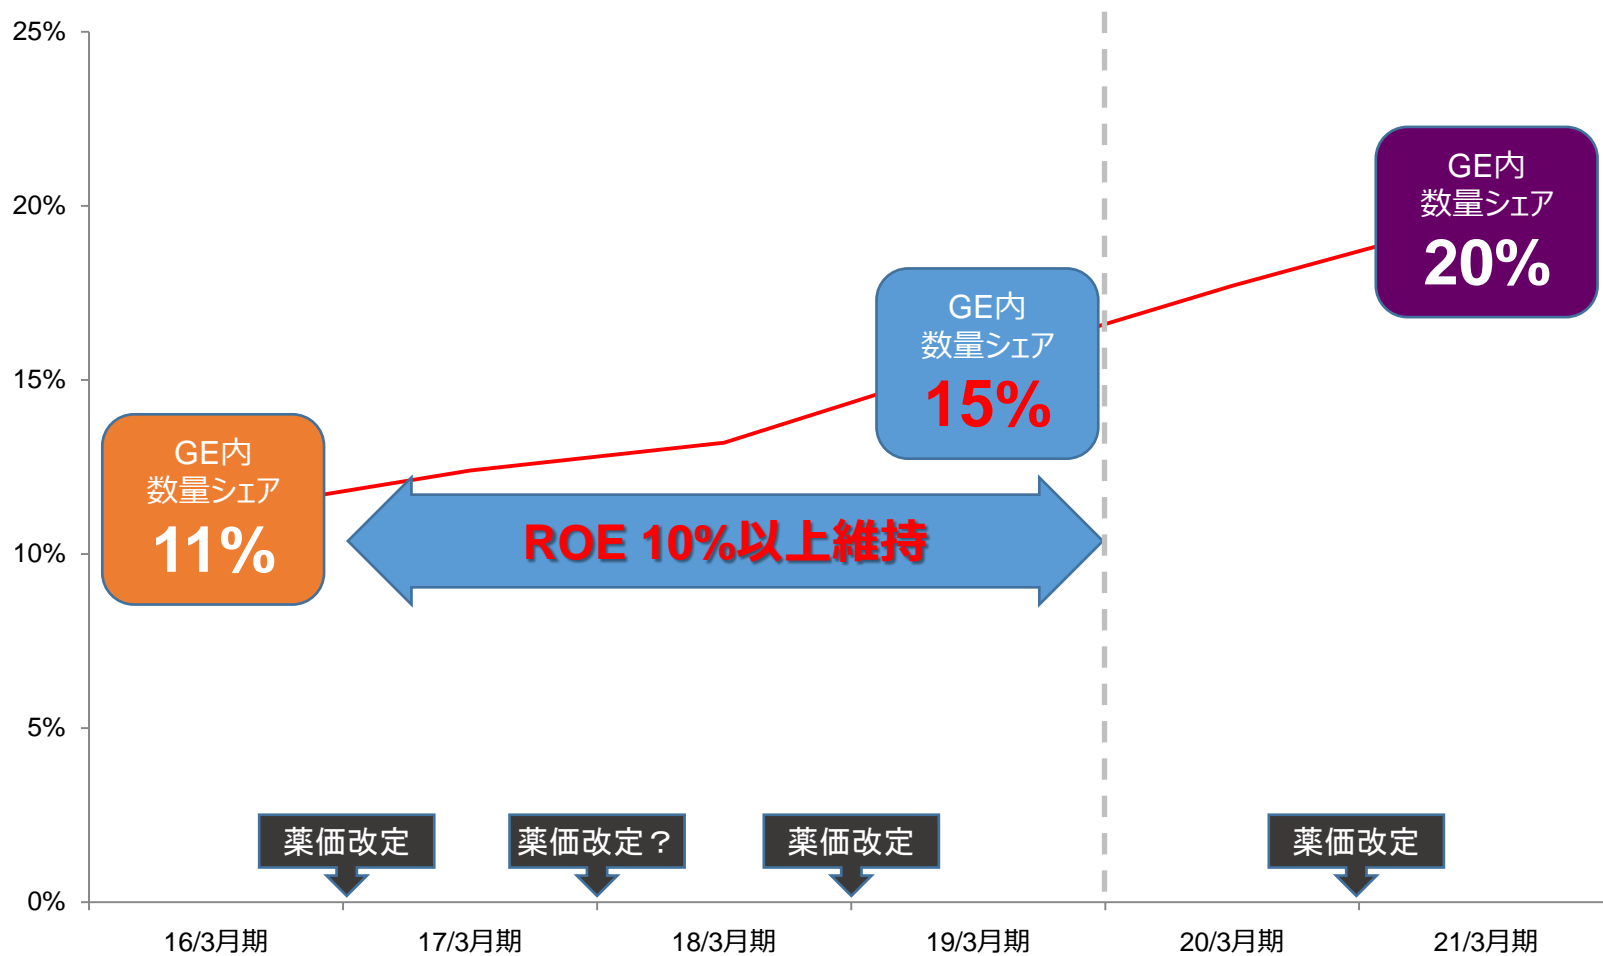 25%
20%
15%
10%
5%
0%
GE内
数量シェア
11%
GE内
数量シェア
15%
GE内
数量シェア
20%
ROE 10%以上維持
薬価改定
薬価改定？
薬価改定
薬価改定
16/3月期
17/3月期
18/3月期
19/3月期
20/3月期
21/3月期